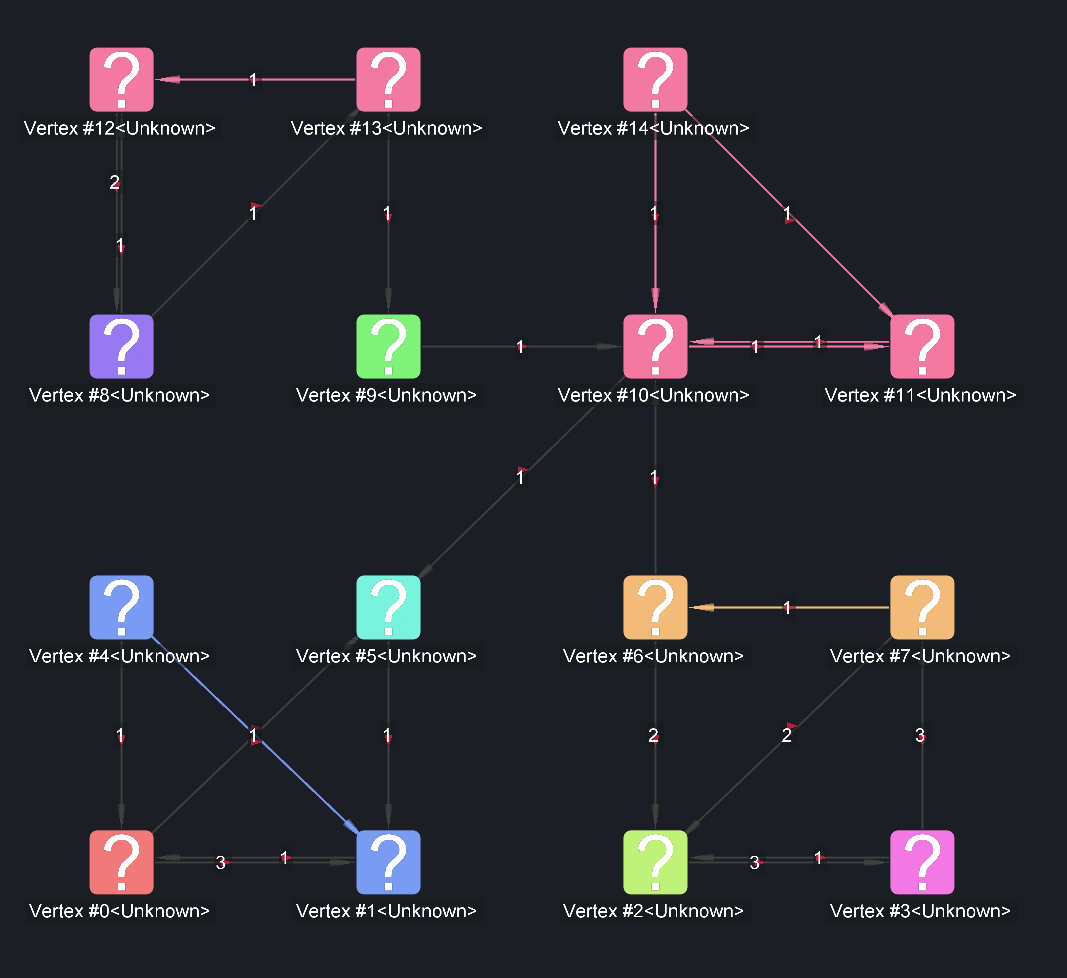 ? ? ?
1
Vertex #12<Unknown> Vertex #13<Unknown> Vertex #14<Unknown>
2
1 1 1 1
1
? ? ? ?
1 1 1
Vertex #8<Unknown> Vertex #9<Unknown> Vertex #10<Unknown> Vertex #11<Unknown>
1 1
? ? ? ?
1
Vertex #4<Unknown> Vertex #5<Unknown> Vertex #6<Unknown> Vertex #7<Unknown>
1 1 1 2 2 3
? ? ? ?
3 1 3 1
Vertex #0<Unknown> Vertex #1<Unknown> Vertex #2<Unknown> Vertex #3<Unknown>